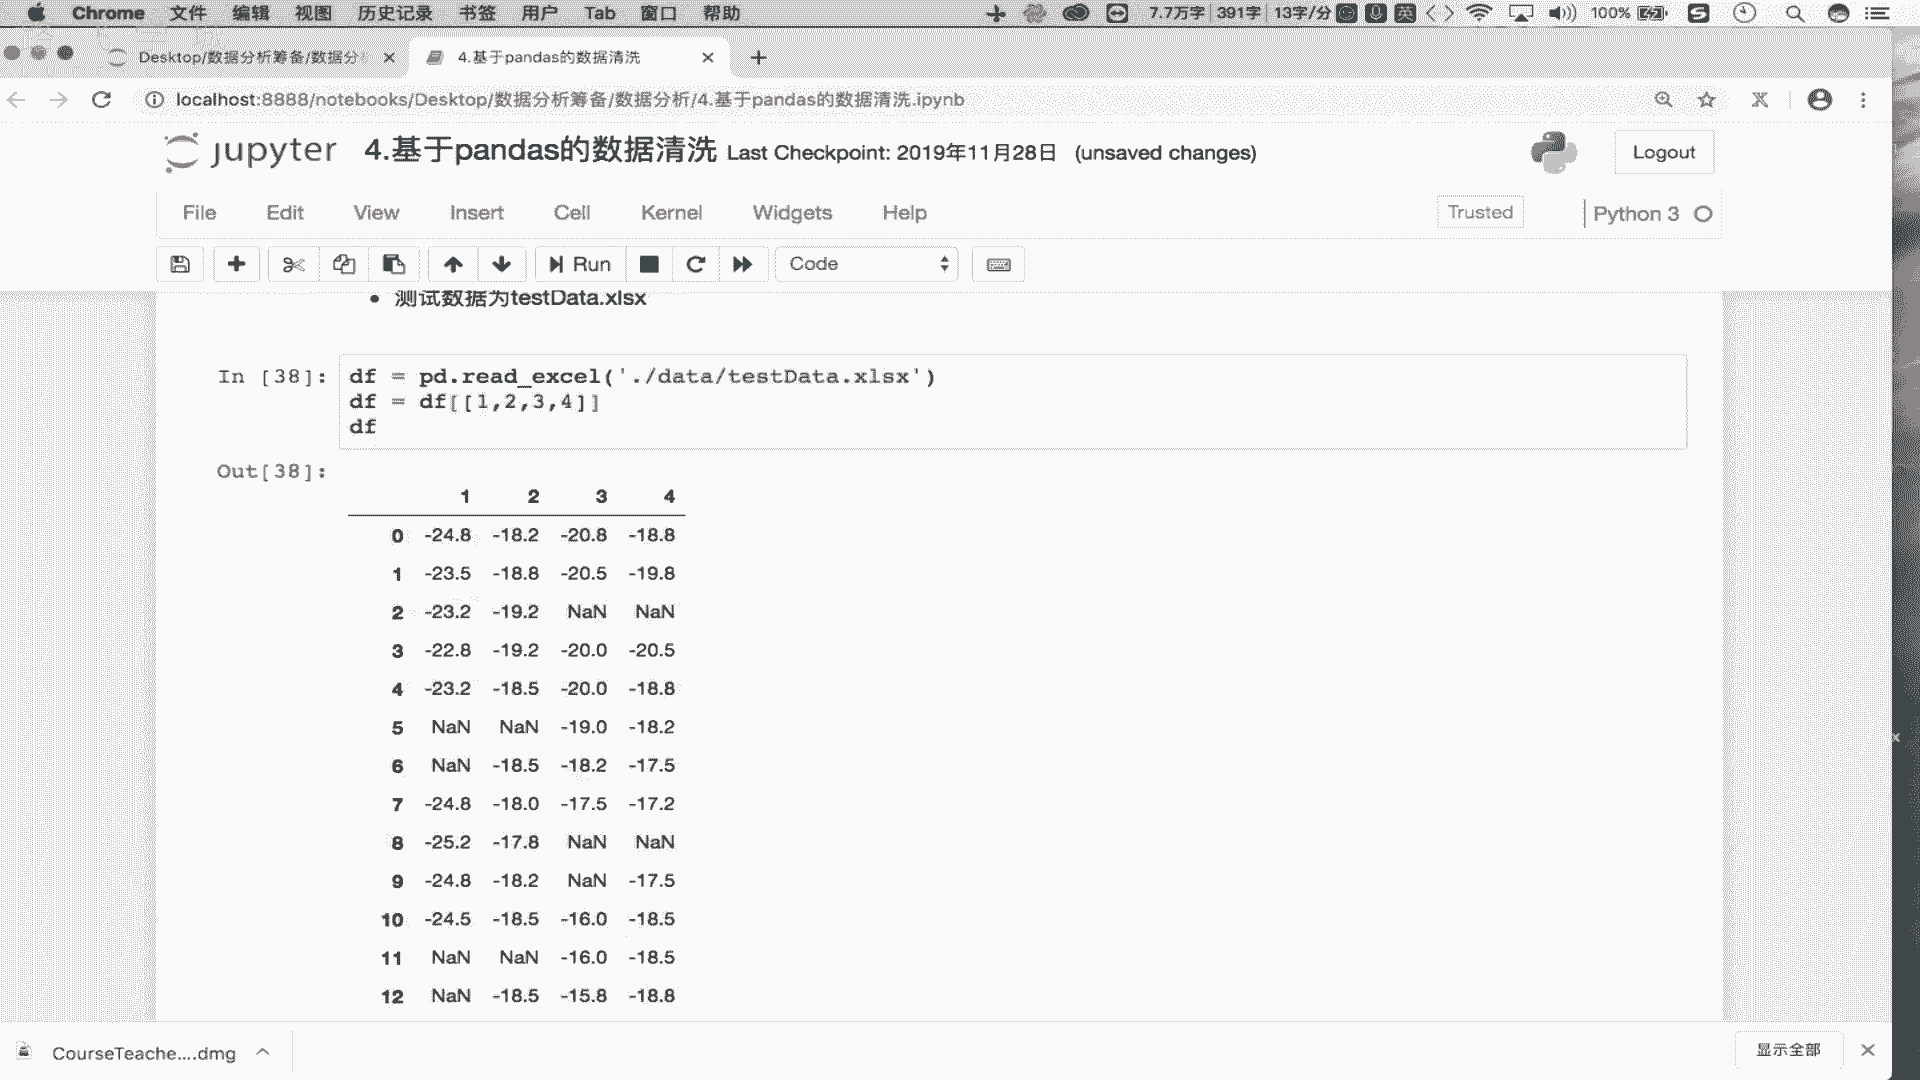 Chrome 文件 编辑 视图 历史记录 书签 用户 Tab 窗口 帮助 7.7万字 391字 13字/分 英 100%
Desktop/数据分析筹备/数据分 4.基于pandas的数据清洗
localhost:8888/notebooks/Desktop/数据分析筹备/数据分析/4.基于pandas的数据清洗.ipynb
jupyter 4.基于pandas的数据清洗 Last Checkpoint: 2019年11月28日 (unsaved changes) Logout
File Edit View Insert Cell Kernel Widgets Help Trusted Python 3
Run Code
• 测试数据为testData.xlsx
In [38]: df = pd.read_excel('./data/testData.xlsx')
df = df[[1,2,3,4]]
df
Out[38]:
1 2 3 4
0 -24.8 -18.2 -20.8 -18.8
1 -23.5 -18.8 -20.5 -19.8
2 -23.2 -19.2 NaN NaN
3 -22.8 -19.2 -20.0 -20.5
4 -23.2 -18.5 -20.0 -18.8
5 NaN NaN -19.0 -18.2
6 NaN -18.5 -18.2 -17.5
7 -24.8 -18.0 -17.5 -17.2
8 -25.2 -17.8 NaN NaN
9 -24.8 -18.2 NaN -17.5
10 -24.5 -18.5 -16.0 -18.5
11 NaN NaN -16.0 -18.5
12 NaN -18.5 -15.8 -18.8
CourseTeache....dmg 显示全部